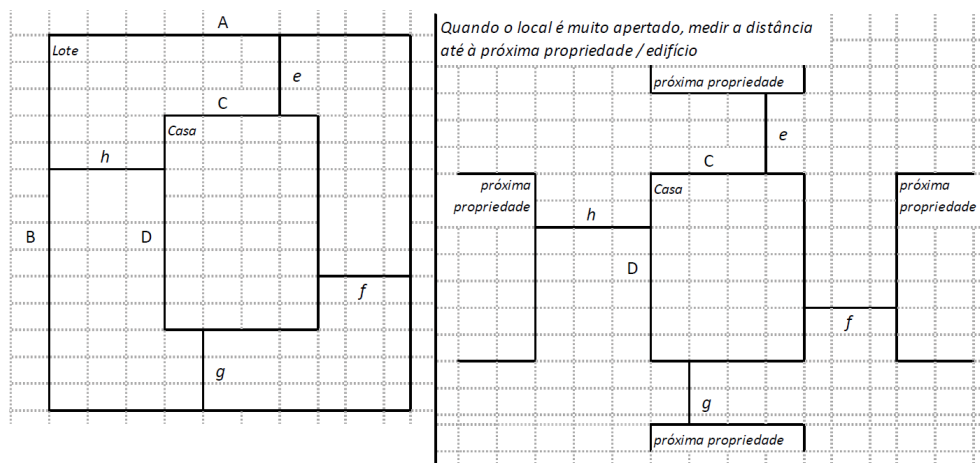 A
Lote
e
C
Casa
h
B
D
f
g
Quando o local é muito apertado, medir a distância
até à próxima propriedade / edifício
próxima propriedade
e
C
próxima
propriedade
Casa
próxima
propriedade
h
D
f
g
próxima propriedade